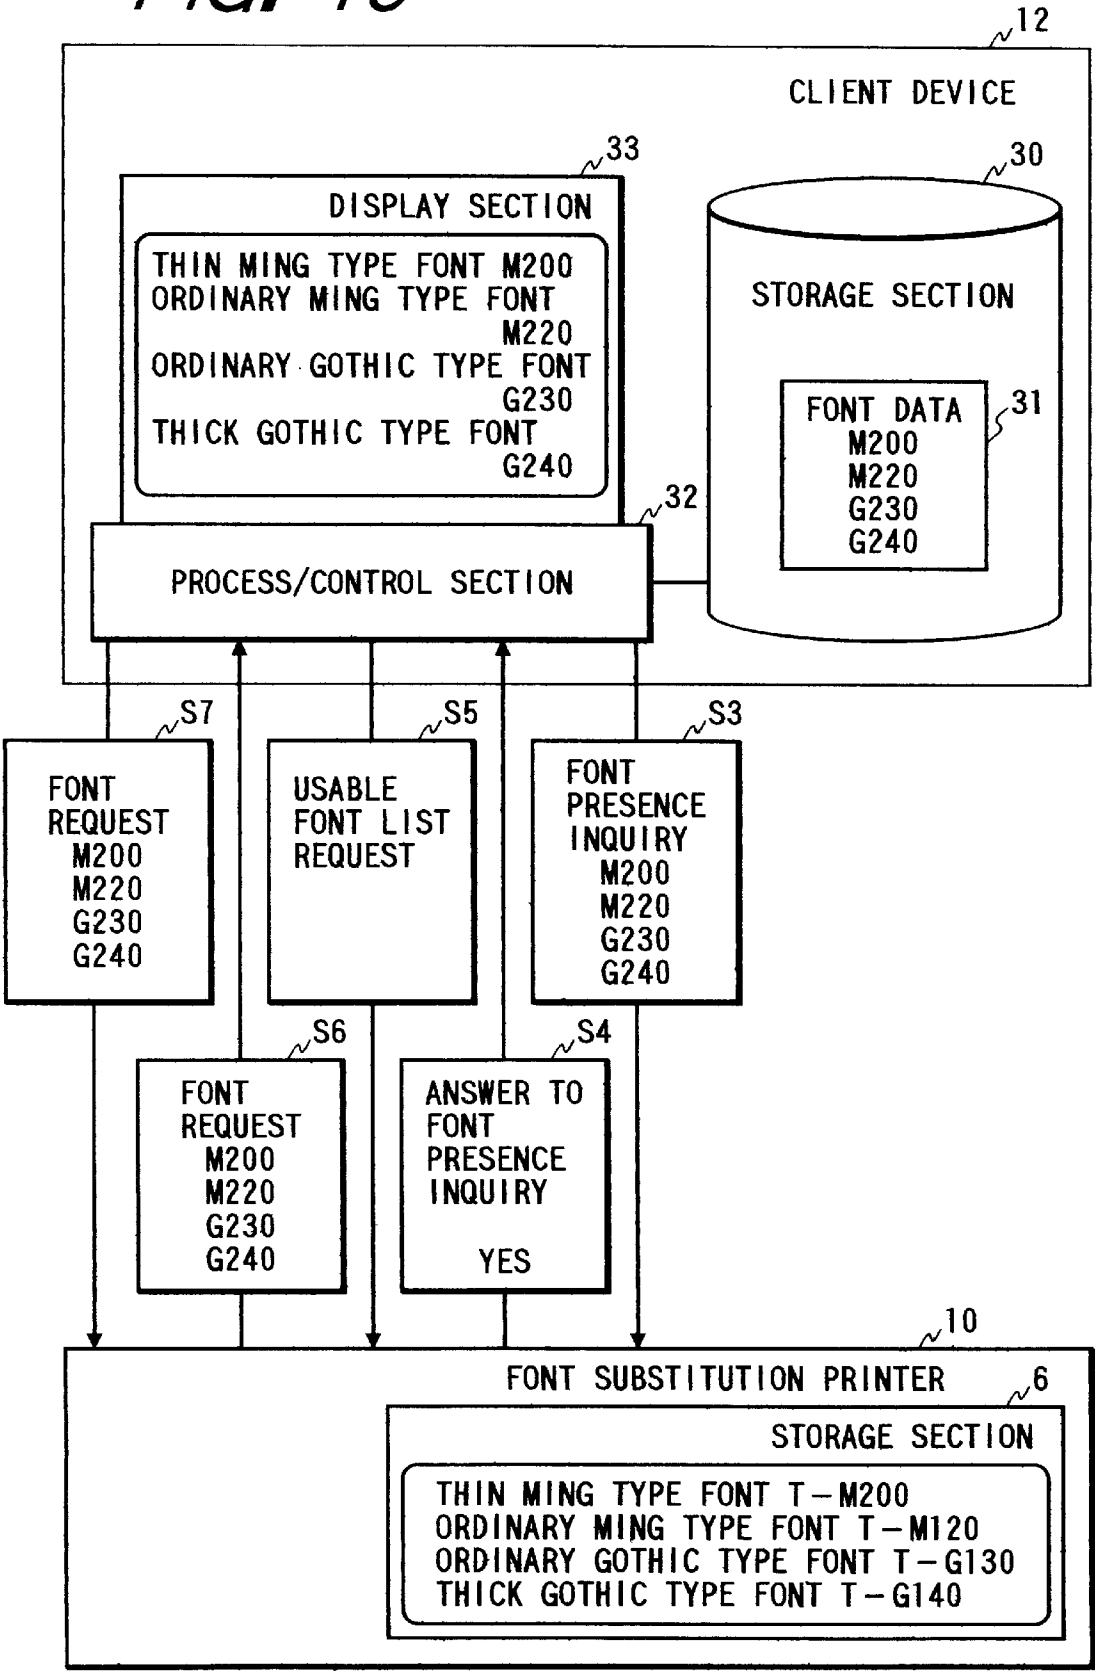 12
CLIENT DEVICE
33
30
DISPLAY SECTION
THIN MING TYPE FONT M200
ORDINARY MING TYPE FONT
M220
ORDINARY GOTHIC TYPE FONT
G230
THICK GOTHIC TYPE FONT
G240
STORAGE SECTION
31
FONT DATA
M200
M220
G230
G240
32
PROCESS/CONTROL SECTION
S7
FONT
REQUEST
M200
M220
G230
G240
S5
USABLE
FONT LIST
REQUEST
S3
FONT
PRESENCE
INQUIRY
M200
M220
G230
G240
S6
FONT
REQUEST
M200
M220
G230
G240
S4
ANSWER TO
FONT
PRESENCE
INQUIRY
YES
10
FONT SUBSTITUTION PRINTER
6
STORAGE SECTION
THIN MING TYPE FONT T-M200
ORDINARY MING TYPE FONT T-M120
ORDINARY GOTHIC TYPE FONT T-G130
THICK GOTHIC TYPE FONT T-G140